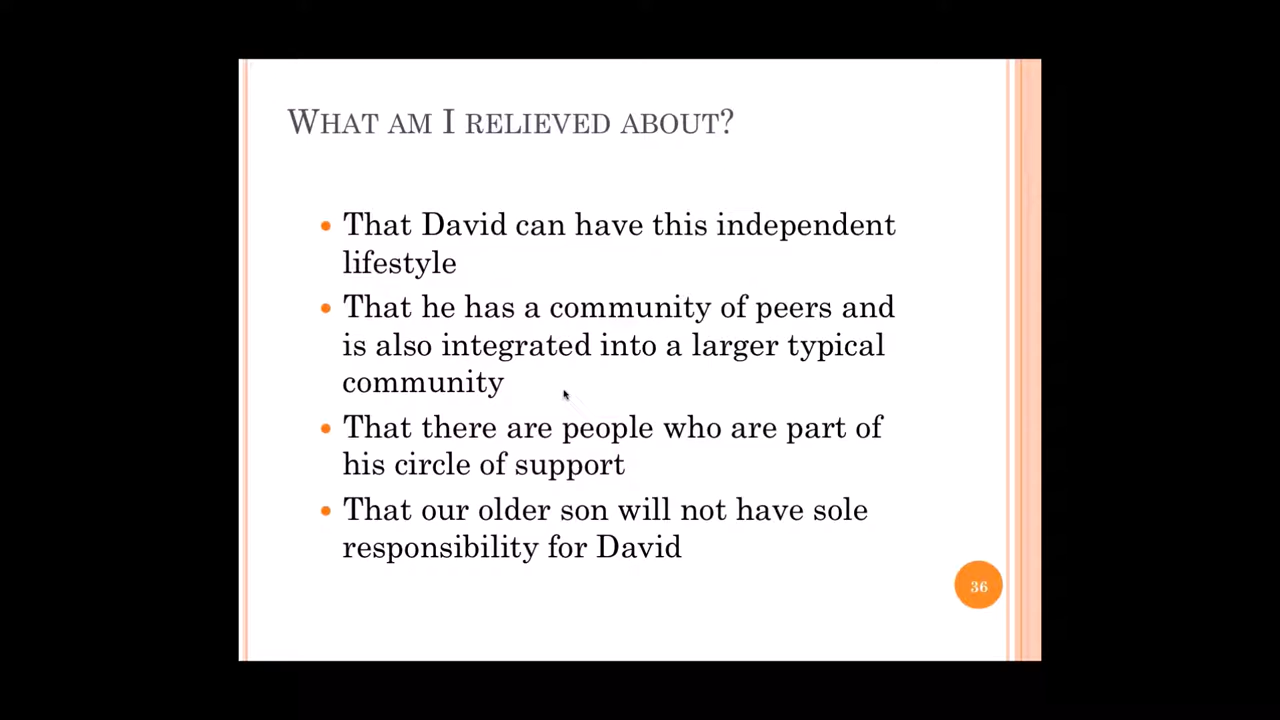 What am I relieved about?
• That David can have this independent
lifestyle
• That he has a community of peers and
is also integrated into a larger typical
community
• That there are people who are part of
his circle of support
• That our older son will not have sole
responsibility for David
36